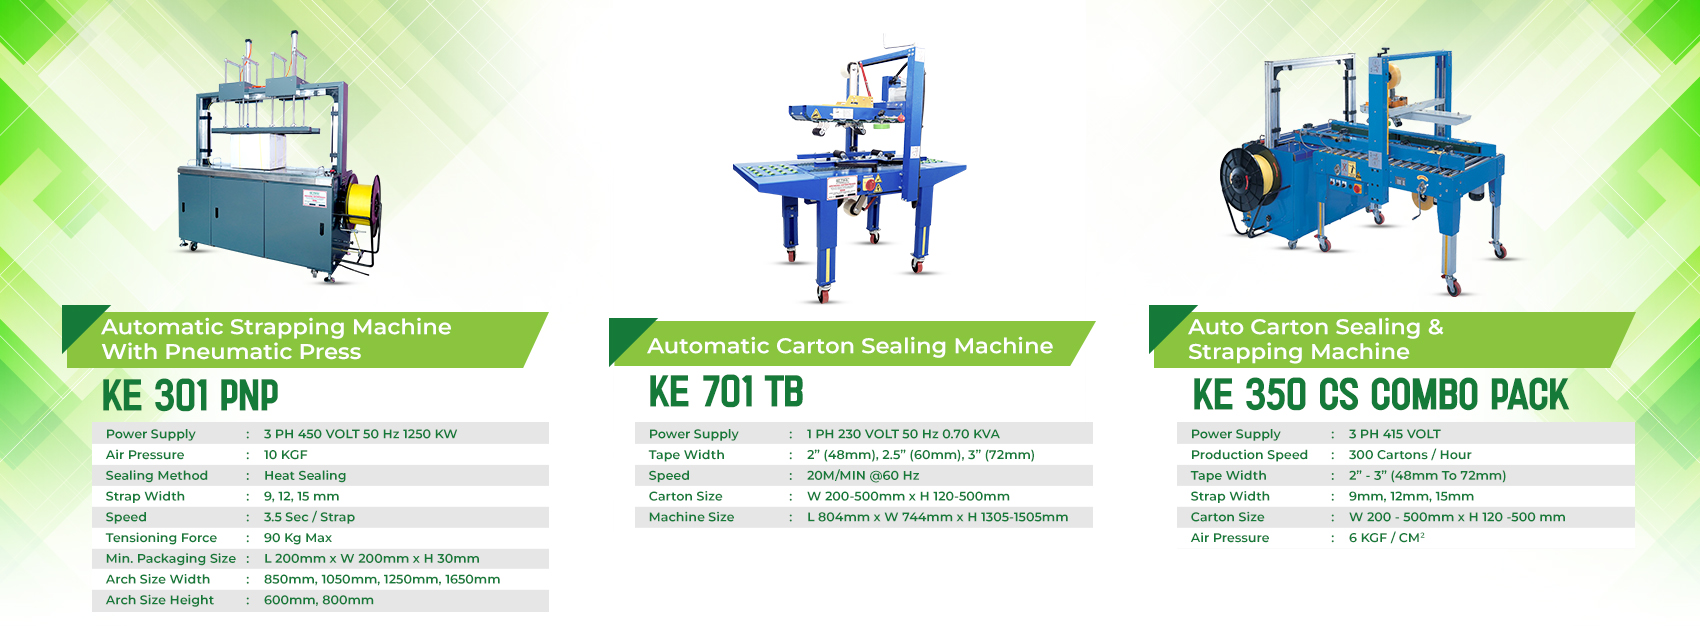 Automatic Strapping Machine
With Pneumatic Press
KE 301 PNP
Power Supply : 3 PH 450 VOLT 50 Hz 1250 KW
Air Pressure : 10 KGF
Sealing Method : Heat Sealing
Strap Width : 9, 12, 15 mm
Speed : 3.5 Sec / Strap
Tensioning Force : 90 Kg Max
Min. Packaging Size : L 200mm x W 200mm x H 30mm
Arch Size Width : 850mm, 1050mm, 1250mm, 1650mm
Arch Size Height : 600mm, 800mm
Automatic Carton Sealing Machine
KE 701 TB
Power Supply : 1 PH 230 VOLT 50 Hz 0.70 KVA
Tape Width : 2” (48mm), 2.5” (60mm), 3” (72mm)
Speed : 20M/MIN @60 Hz
Carton Size : W 200-500mm x H 120-500mm
Machine Size : L 804mm x W 744mm x H 1305-1505mm
Auto Carton Sealing &
Strapping Machine
KE 350 CS COMBO PACK
Power Supply : 3 PH 415 VOLT
Production Speed : 300 Cartons / Hour
Tape Width : 2” - 3” (48mm To 72mm)
Strap Width : 9mm, 12mm, 15mm
Carton Size : W 200 - 500mm x H 120 -500 mm
Air Pressure : 6 KGF / CM²